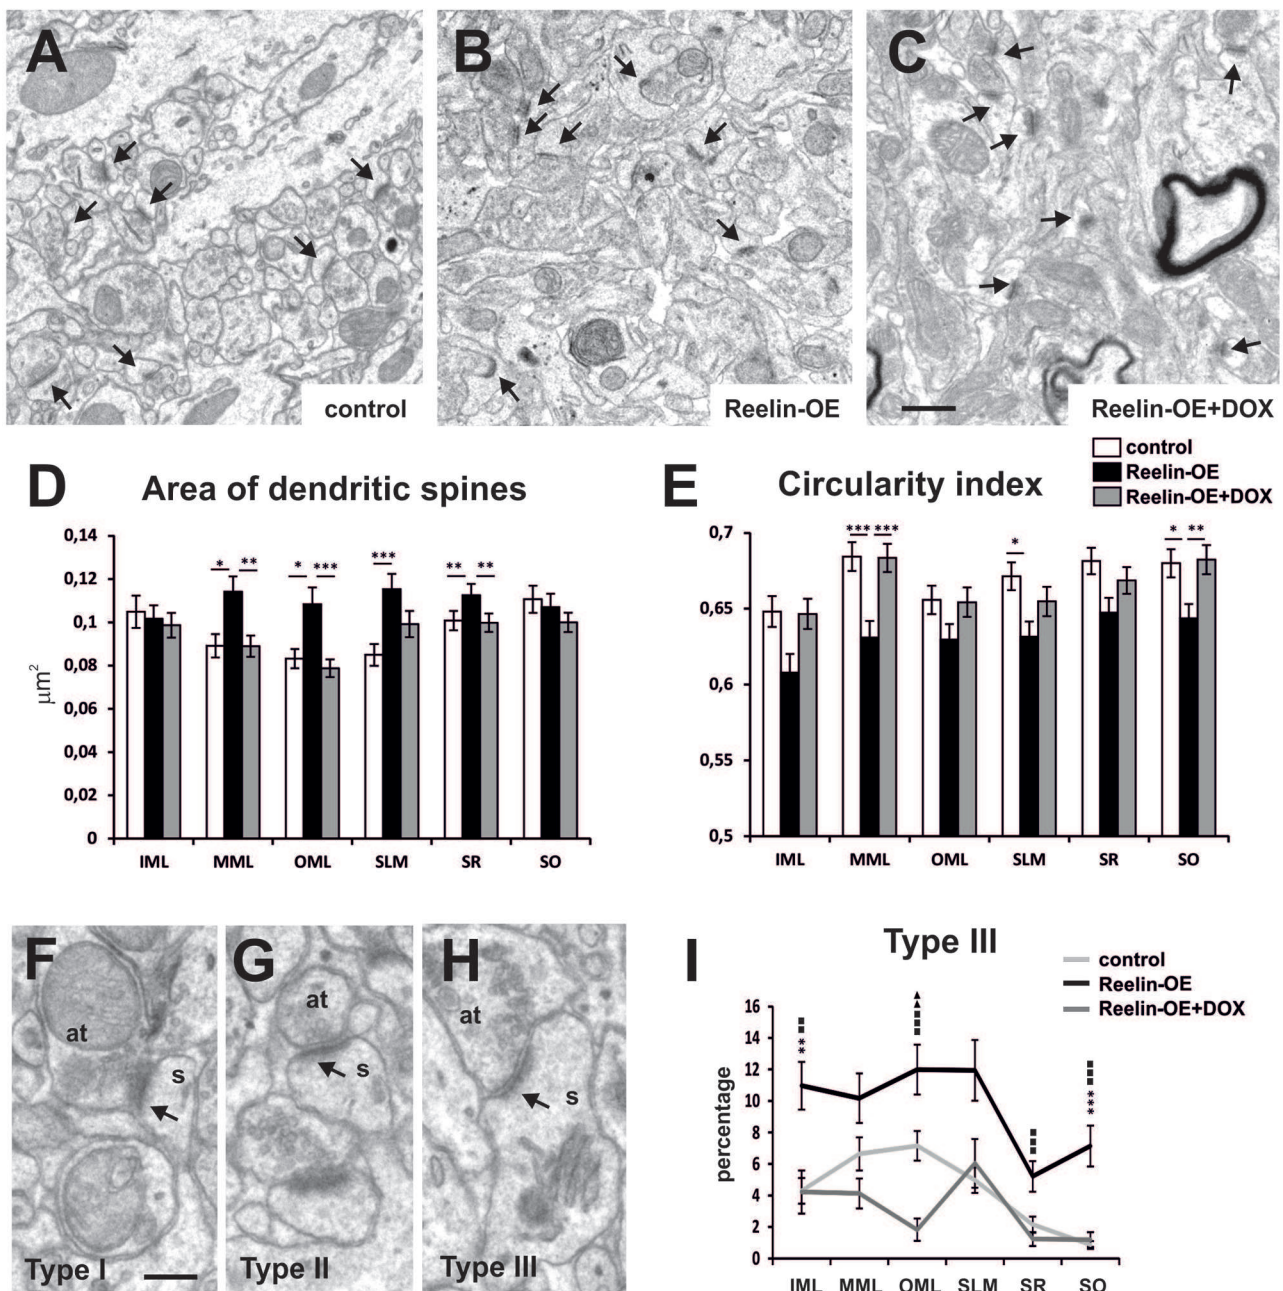 A
B
C
control
Reelin-OE
Reelin-OE+DOX
control
Reelin-OE
Reelin-OE+DOX
D
Area of dendritic spines
E
Circularity index
0,14
0,12
0,1
0,08
0,06
0,04
0,02
0
µm²
* ** * *** *** ** **
IML MML OML SLM SR SO
0,7
0,65
0,6
0,55
0,5
*** *** * * **
IML MML OML SLM SR SO
F
at
s
Type I
G
at
s
Type II
H
at
s
Type III
I
Type III
control
Reelin-OE
Reelin-OE+DOX
percentage
16
14
12
10
8
6
4
2
0
**
***
IML MML OML SLM SR SO